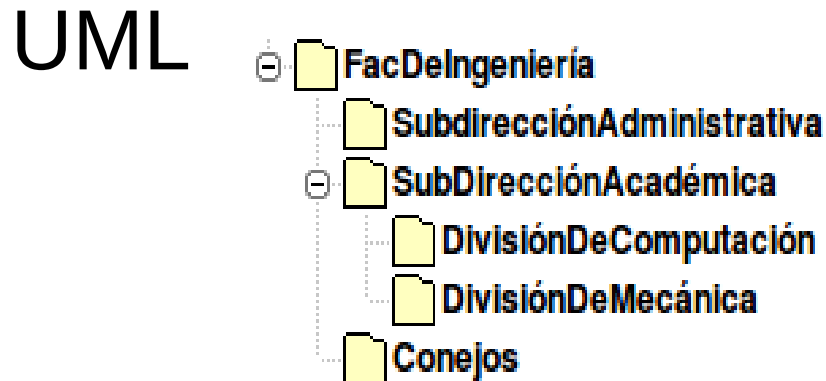 UML
FacDeIngeniería
SubdirecciónAdministrativa
SubDirecciónAcadémica
DivisiónDeComputación
DivisiónDeMecánica
Conejos